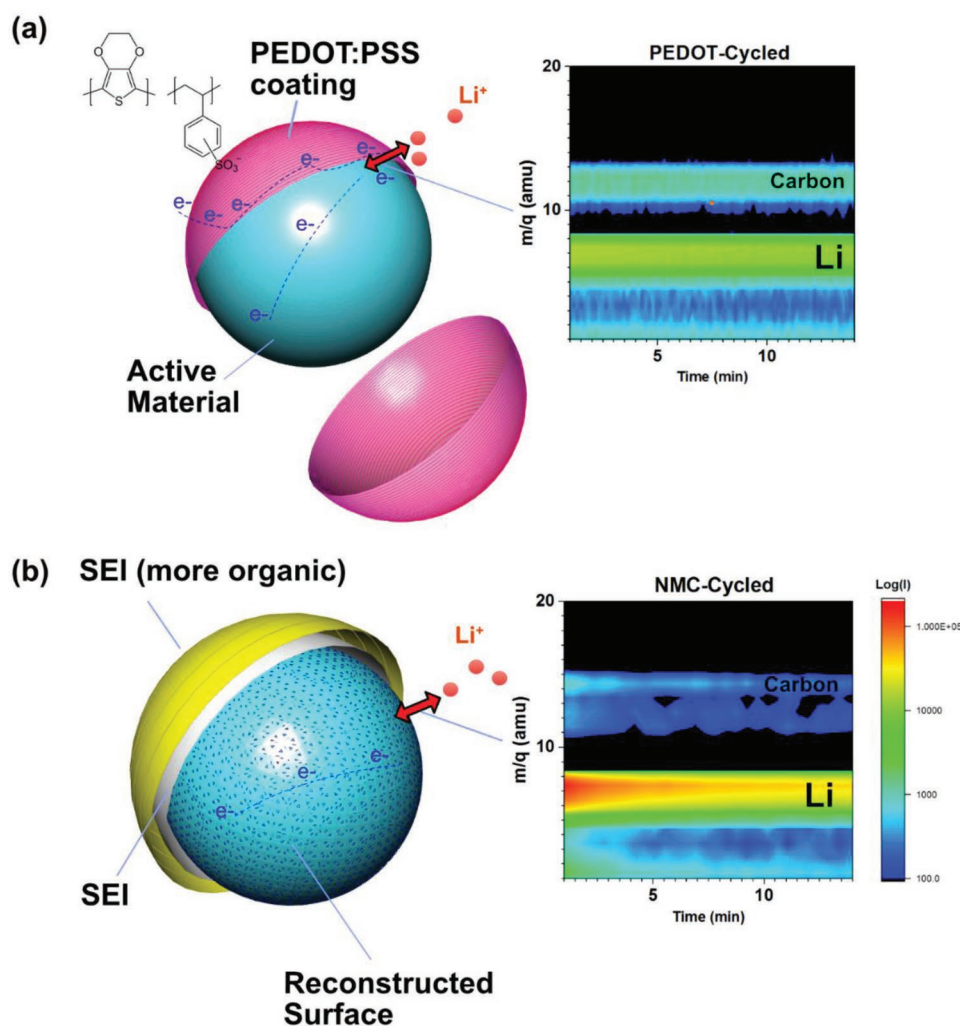 (a)
PEDOT:PSS
coating
Li⁺
O
O
S
SO₃⁻
e-
e-
e-
e-
e-
e-
e-
e-
Active
Material
PEDOT-Cycled
20
10
m/q (amu)
Carbon
Li
5
10
Time (min)
(b)
SEI (more organic)
Li⁺
e-
e-
e-
SEI
Reconstructed
Surface
NMC-Cycled
20
10
m/q (amu)
Carbon
Li
5
10
Time (min)
Log(I)
1.000E+05
10000
1000
100.0